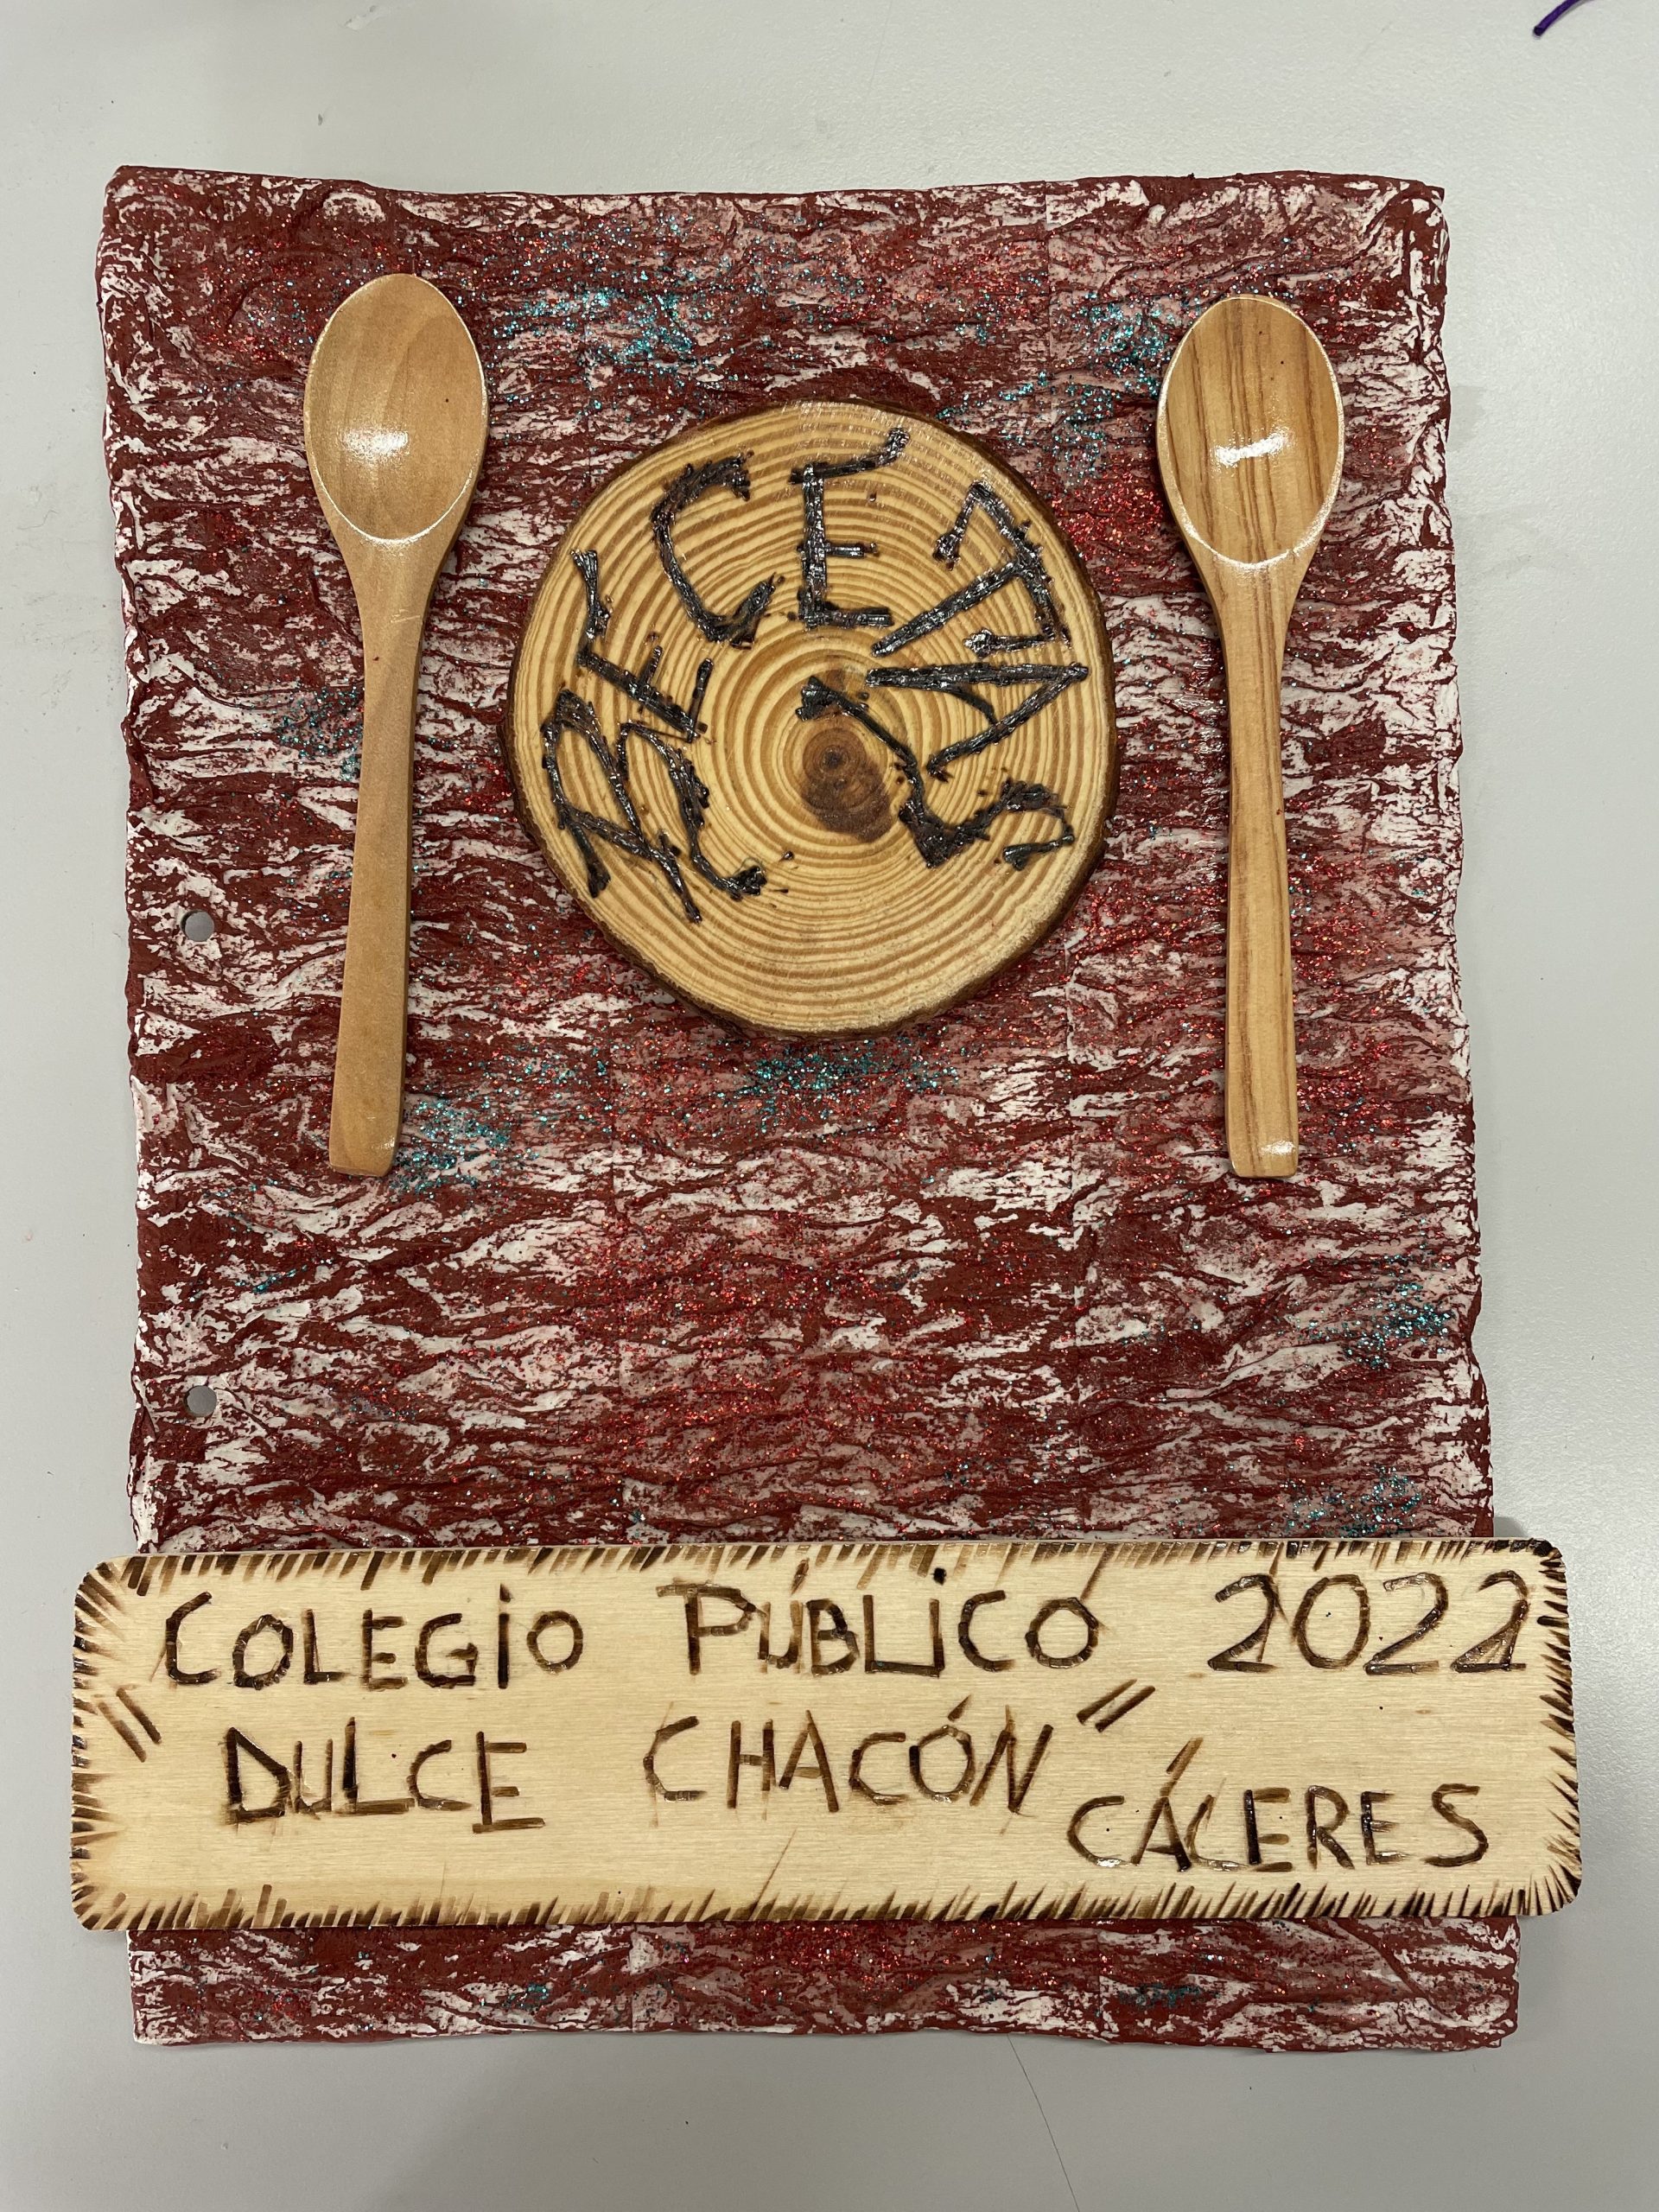 RECETAS
COLEGIO PÚBLICO 2022
"DULCE CHACÓN"
CÁCERES